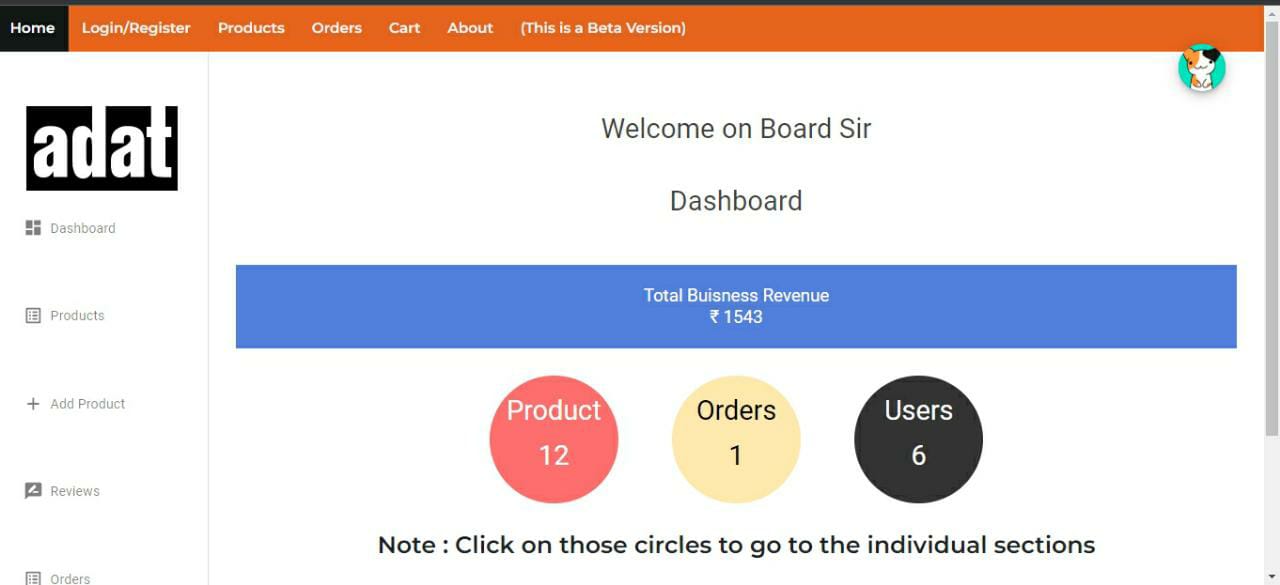 Home Login/Register Products Orders Cart About (This is a Beta Version)
adat
Dashboard
Products
Add Product
Reviews
Orders
Welcome on Board Sir
Dashboard
Total Buisness Revenue
₹ 1543
Product
12
Orders
1
Users
6
Note : Click on those circles to go to the individual sections